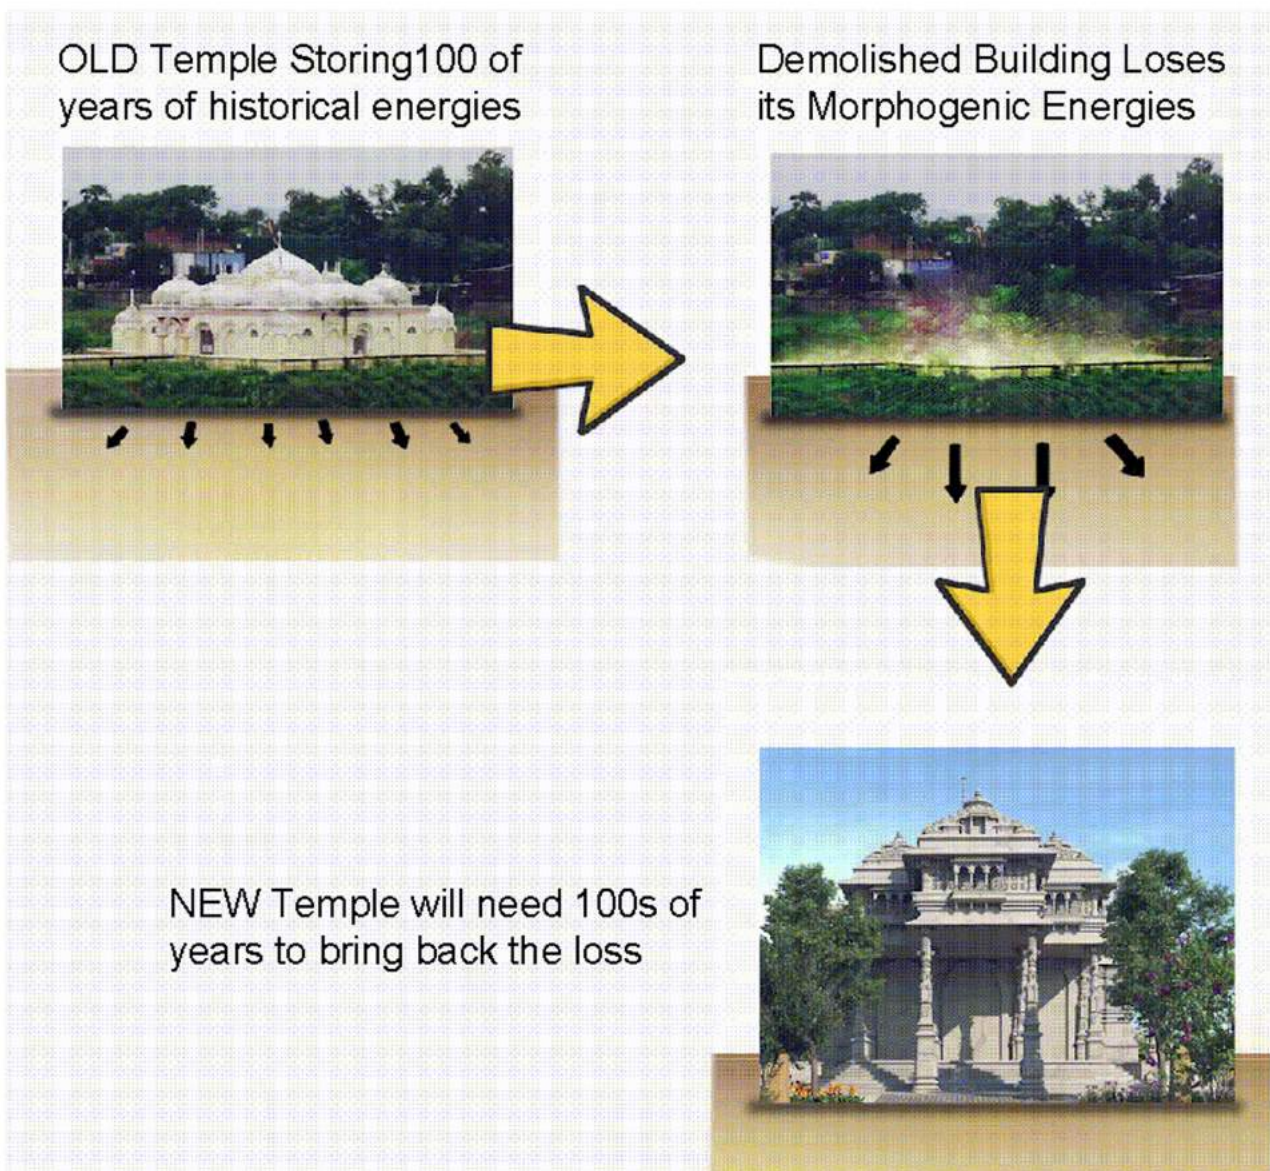 OLD Temple Storing100 of
years of historical energies
Demolished Building Loses
its Morphogenic Energies
NEW Temple will need 100s of
years to bring back the loss